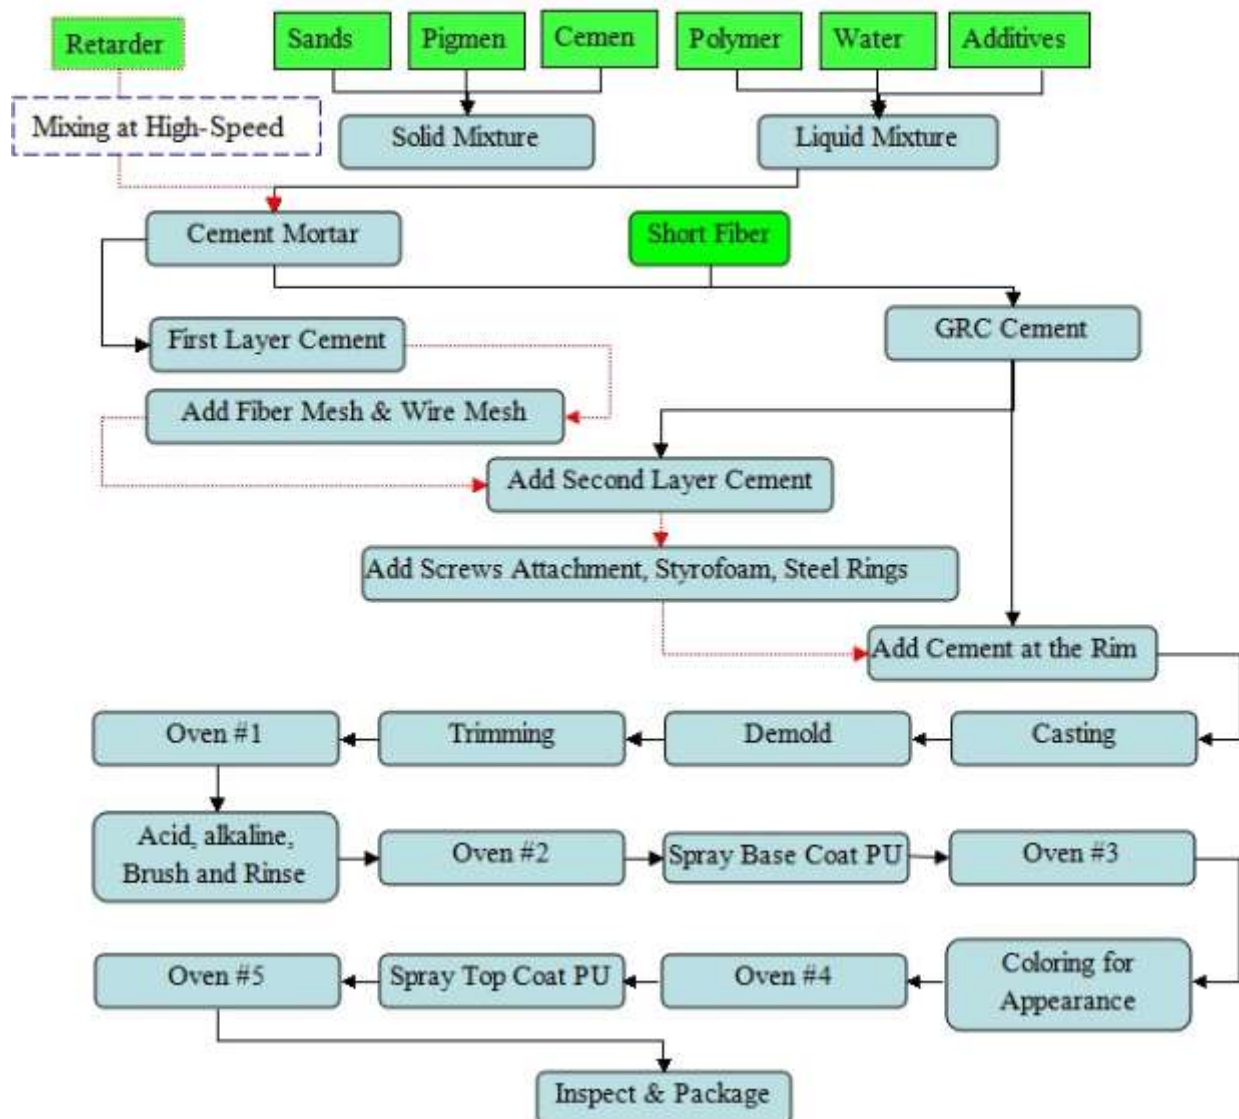 Retarder
Sands
Pigmen
Cemen
Polymer
Water
Additives
Mixing at High-Speed
Solid Mixture
Liquid Mixture
Cement Mortar
Short Fiber
First Layer Cement
GRC Cement
Add Fiber Mesh & Wire Mesh
Add Second Layer Cement
Add Screws Attachment, Styrofoam, Steel Rings
Add Cement at the Rim
Oven #1
Trimming
Demold
Casting
Acid, alkaline,
Brush and Rinse
Oven #2
Spray Base Coat PU
Oven #3
Oven #5
Spray Top Coat PU
Oven #4
Coloring for
Appearance
Inspect & Package